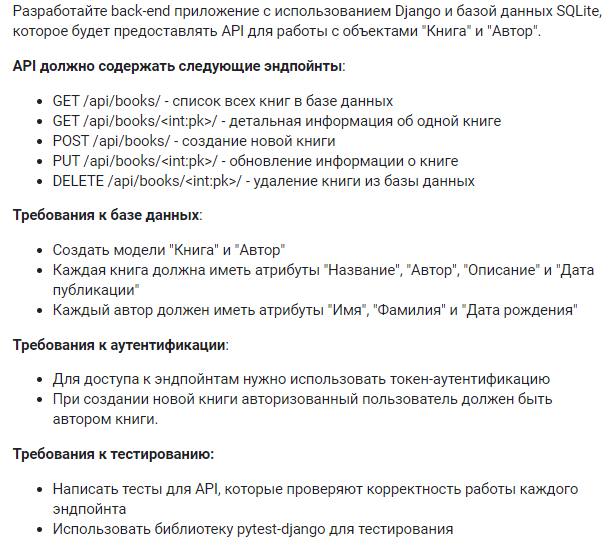 Разработайте back-end приложение с использованием Django и базой данных SQLite,
которое будет предоставлять API для работы с объектами "Книга" и "Автор".
API должно содержать следующие эндпойнты:
• GET /api/books/ - список всех книг в базе данных
• GET /api/books/<int:pk>/ - детальная информация об одной книге
• POST /api/books/ - создание новой книги
• PUT /api/books/<int:pk>/ - обновление информации о книге
• DELETE /api/books/<int:pk>/ - удаление книги из базы данных
Требования к базе данных:
• Создать модели "Книга" и "Автор"
• Каждая книга должна иметь атрибуты "Название", "Автор", "Описание" и "Дата
публикации"
• Каждый автор должен иметь атрибуты "Имя", "Фамилия" и "Дата рождения"
Требования к аутентификации:
• Для доступа к эндпойнтам нужно использовать токен-аутентификацию
• При создании новой книги авторизованный пользователь должен быть
автором книги.
Требования к тестированию:
• Написать тесты для API, которые проверяют корректность работы каждого
эндпойнта
• Использовать библиотеку pytest-django для тестирования